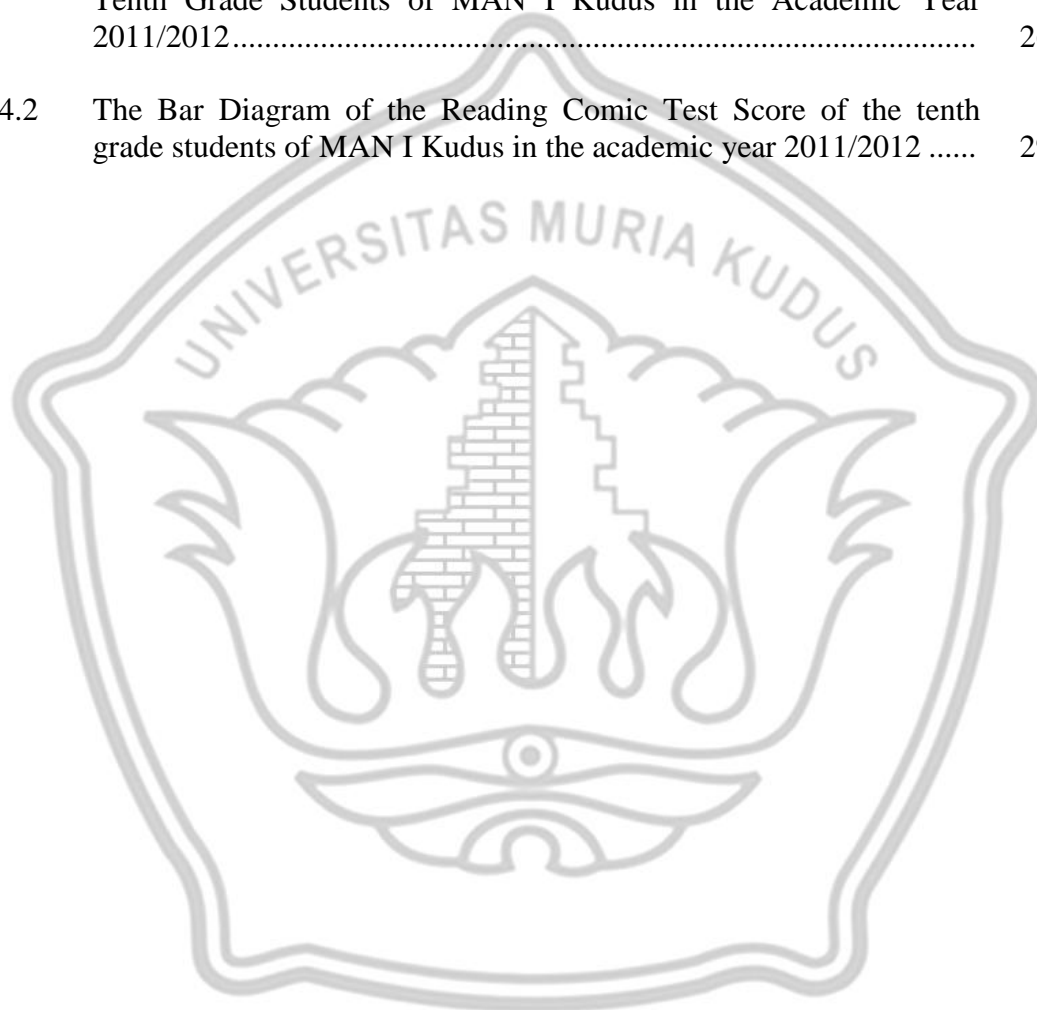 Tenth Grade Students of MAN I Kudus in the Academic Year
2011/2012............................................................................................. 2
4.2 The Bar Diagram of the Reading Comic Test Score of the tenth
grade students of MAN I Kudus in the academic year 2011/2012 ...... 2
UNIVERSITAS MURIA KUDUS